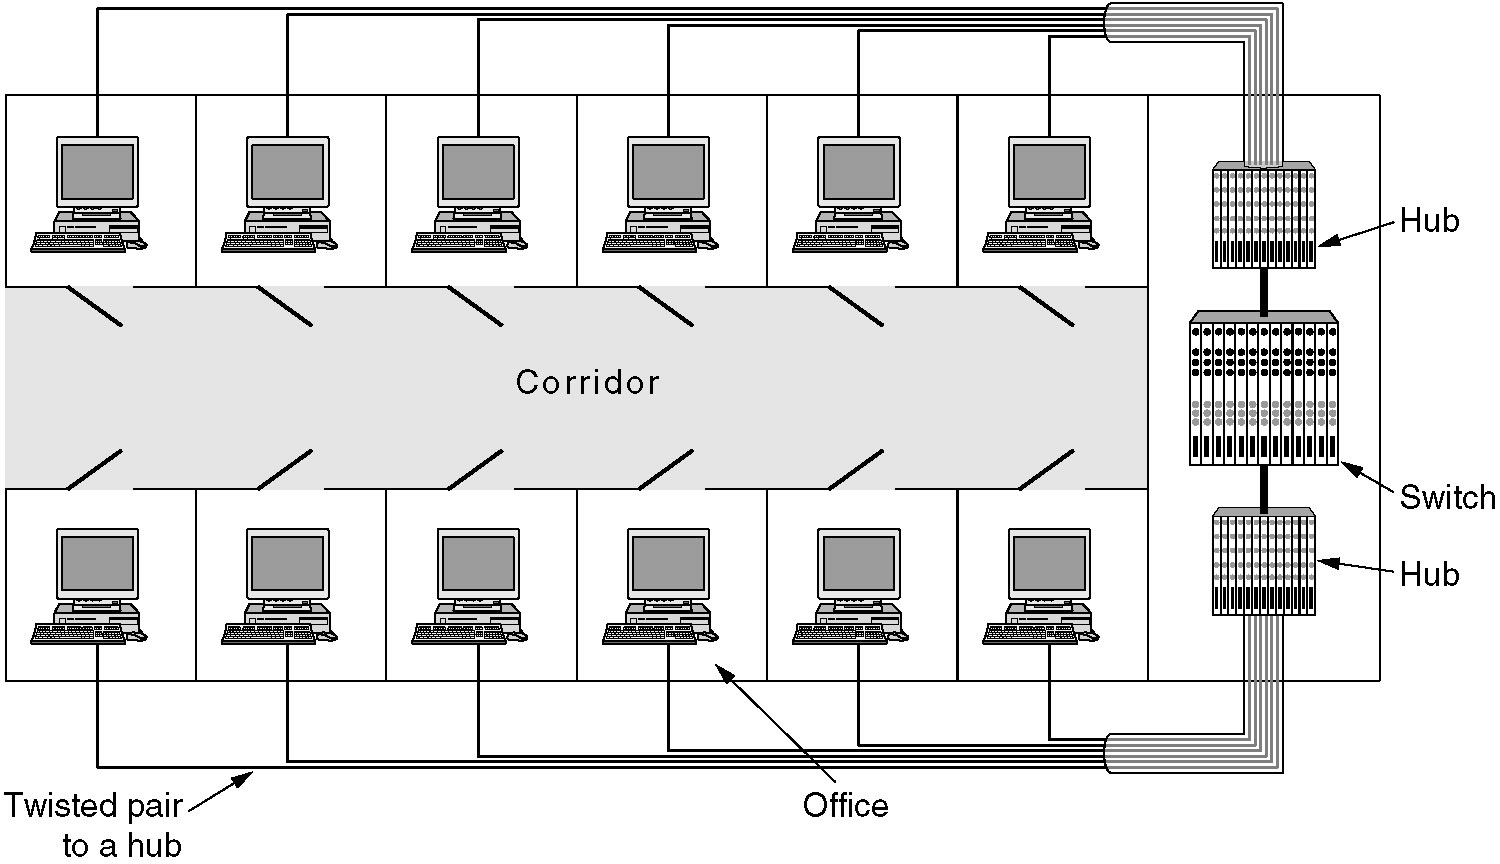 Hub
Corridor
Switch
Hub
Twisted pair
to a hub
Office